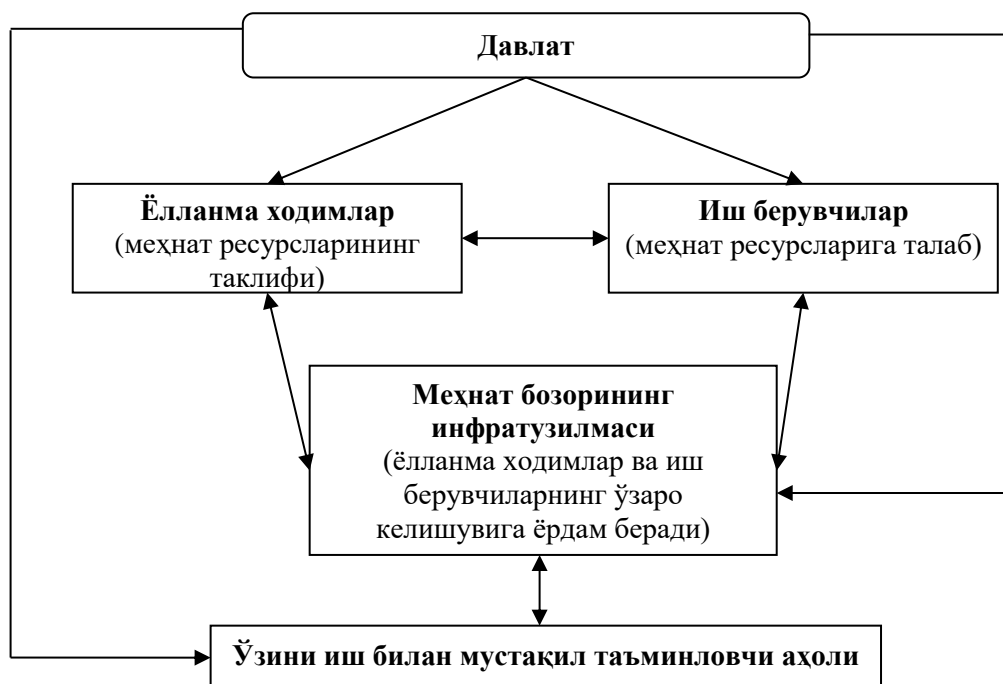 Давлат
Ёлланма ходимлар
(меҳнат ресурсларининг
таклифи)
Иш берувчилар
(меҳнат ресурсларига талаб)
Меҳнат бозорининг
инфратузилмаси
(ёлланма ходимлар ва иш
берувчиларнинг ўзаро
келишувига ёрдам беради)
Ўзини иш билан мустақил таъминловчи аҳоли